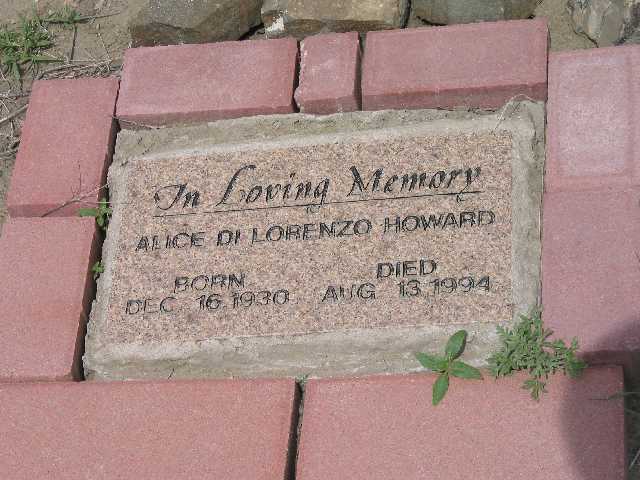 In Loving Memory
ALICE DI LORENZO HOWARD
BORN DIED
DEC 16, 1930 AUG 13, 1994